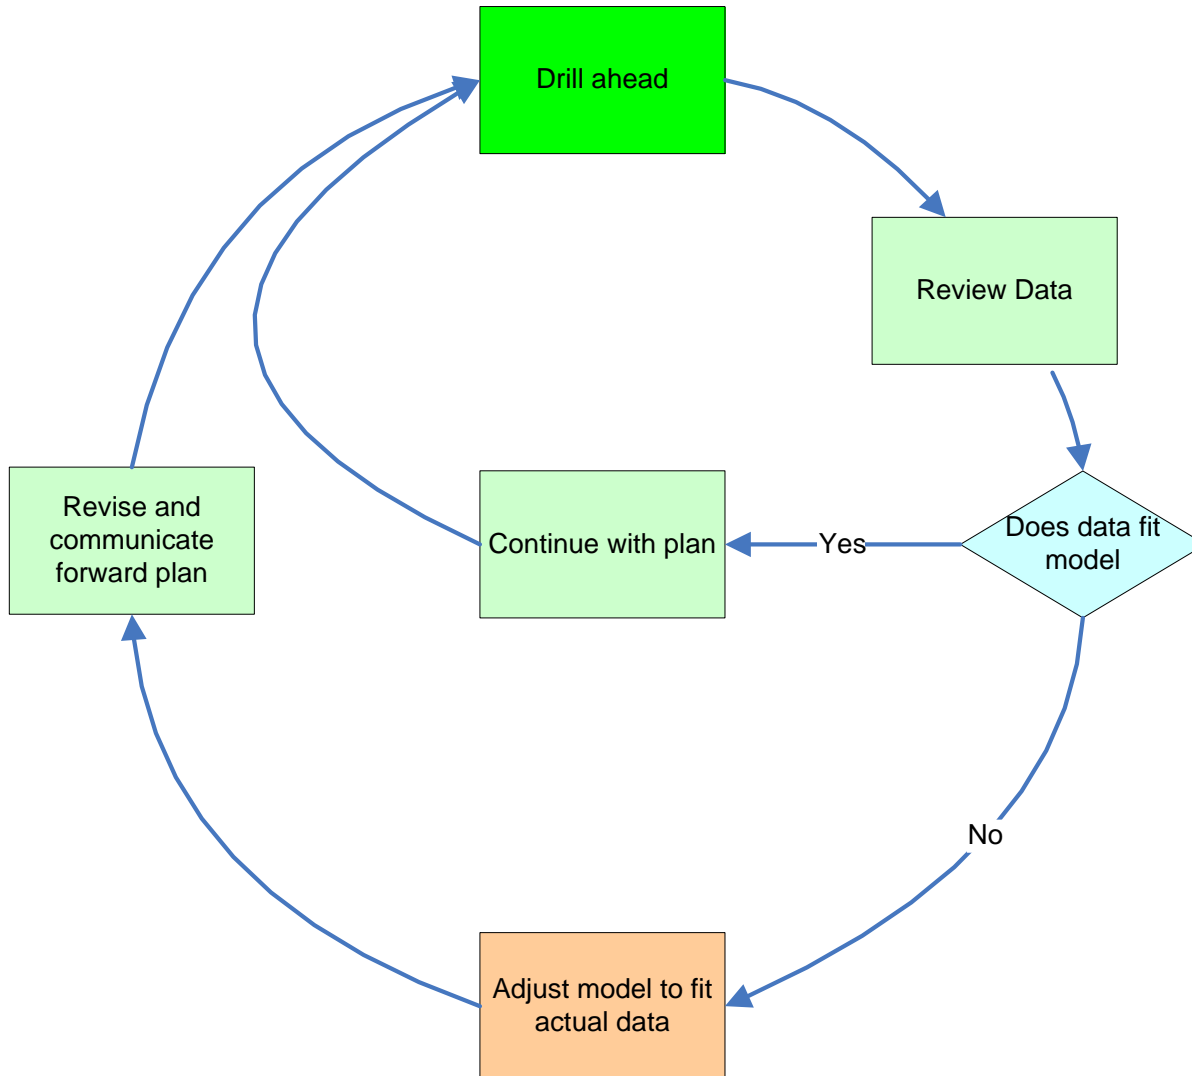 Drill ahead
Review Data
Does data fit
model
Yes
Continue with plan
Revise and
communicate
forward plan
No
Adjust model to fit
actual data